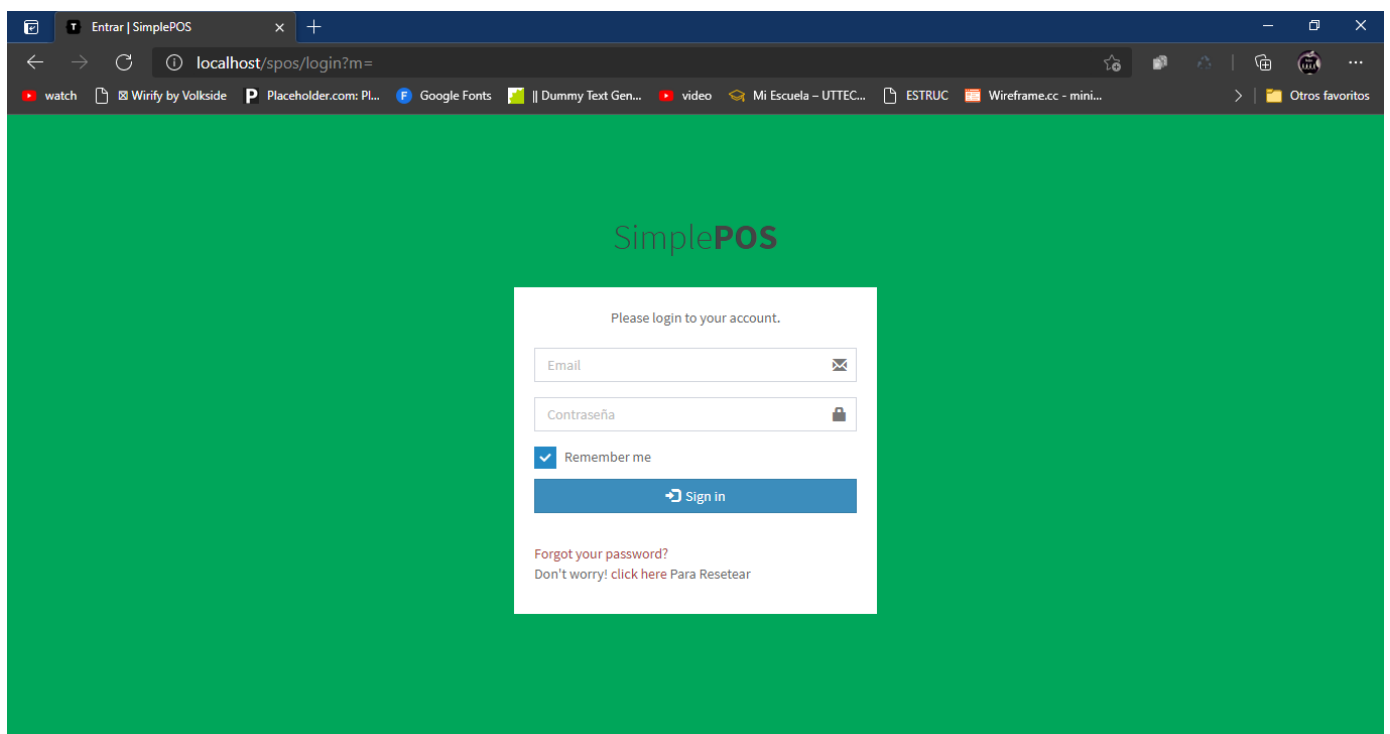 Entrar | SimplePOS
localhost/spos/login?m=
watch Wirify by Volkside Placeholder.com: Pl... Google Fonts || Dummy Text Gen... video Mi Escuela – UTTEC... ESTRUC Wireframe.cc - mini... Otros favoritos
SimplePOS
Please login to your account.
Email
Contraseña
Remember me
Sign in
Forgot your password?
Don't worry! click here Para Resetear